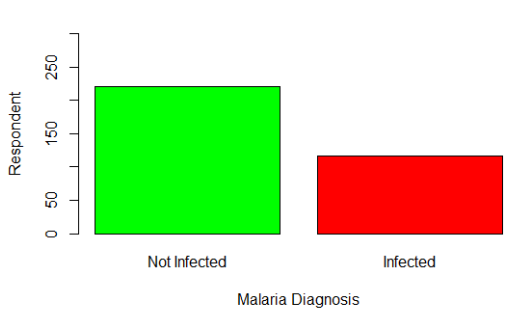 Respondent
250
150
50
0
Not Infected
Infected
Malaria Diagnosis